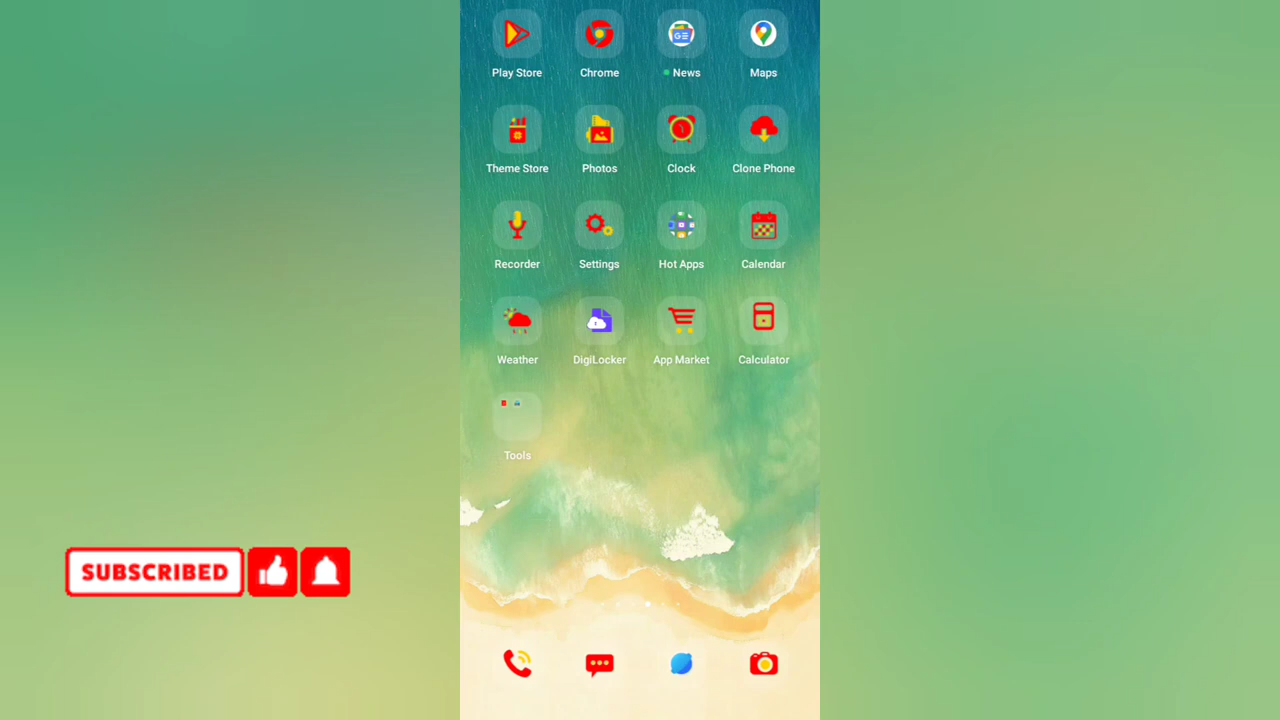 Play Store Chrome News Maps
Theme Store Photos Clock Clone Phone
Recorder Settings Hot Apps Calendar
Weather DigiLocker App Market Calculator
Tools
SUBSCRIBED